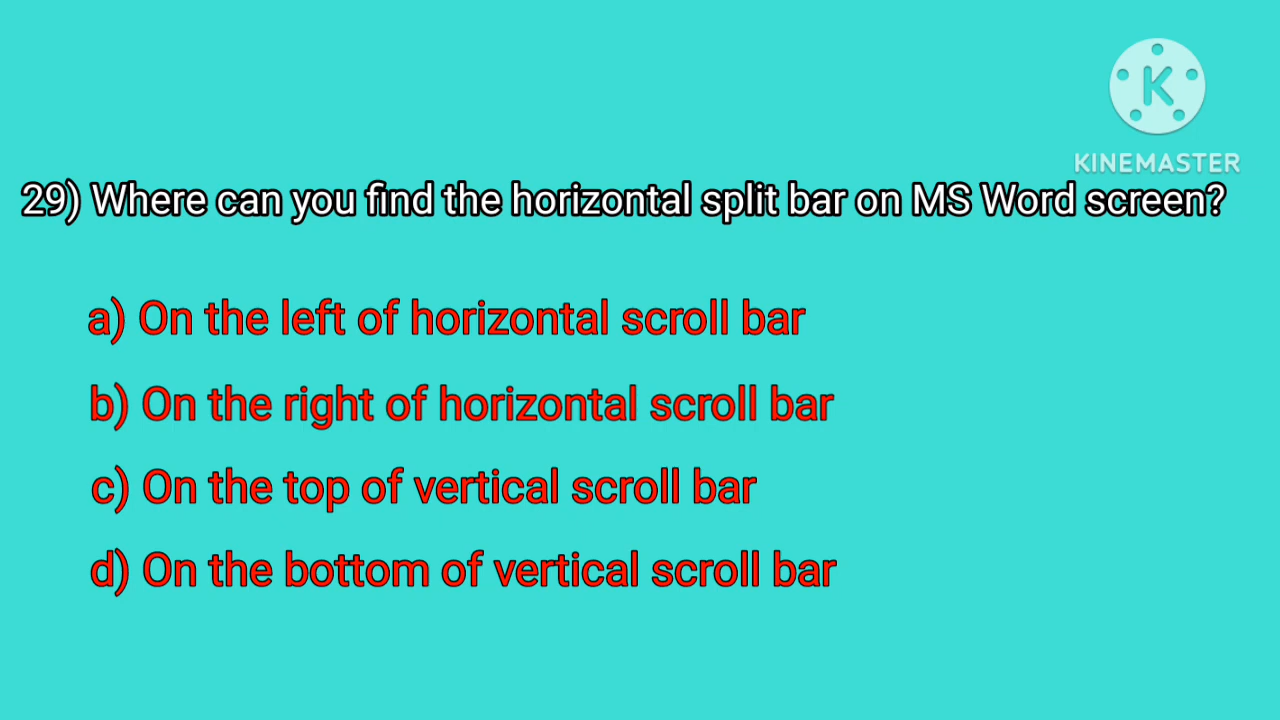 K
KINEMASTER
29) Where can you find the horizontal split bar on MS Word screen?
a) On the left of horizontal scroll bar
b) On the right of horizontal scroll bar
c) On the top of vertical scroll bar
d) On the bottom of vertical scroll bar